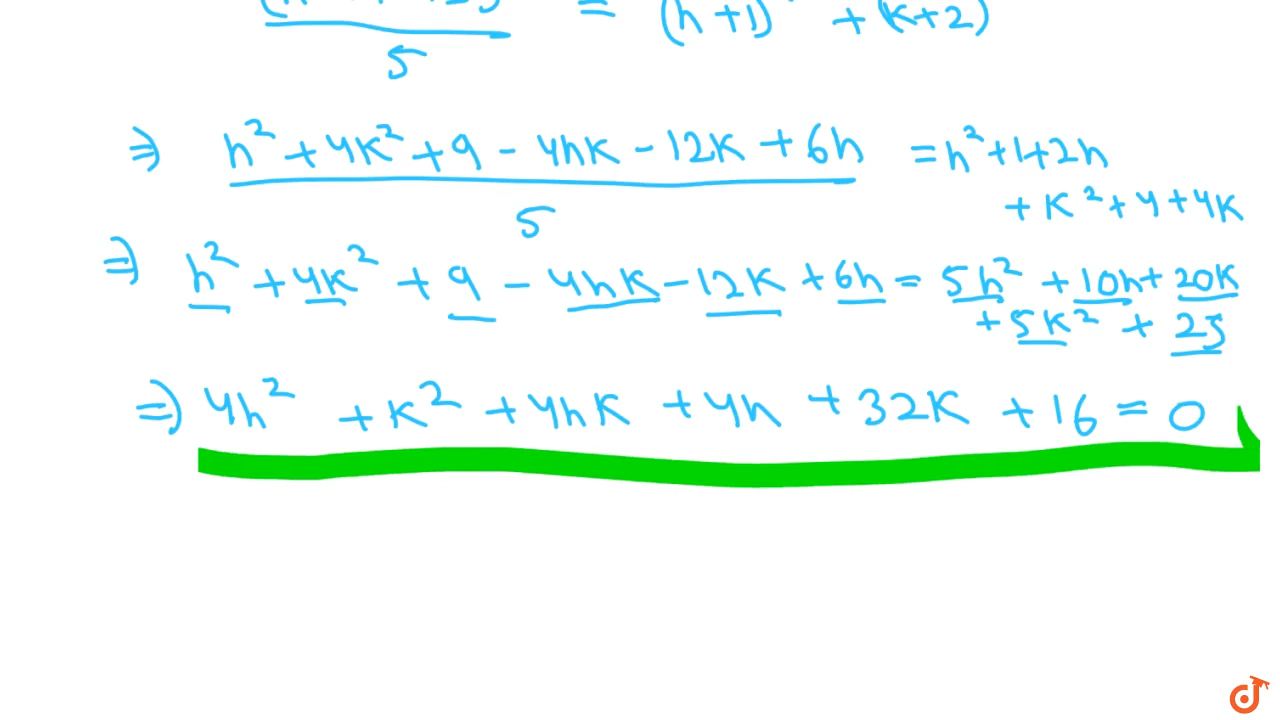 = (h+1) + (k+2)
5
⇒ h² + 4k² + 9 - 4hk - 12k + 6h = h² + 1 + 2h
+ k² + 4 + 4k
5
⇒ h² + 4k² + 9 - 4hk - 12k + 6h = 5h² + 10h + 20k
+ 5k² + 25
⇒ 4h² + k² + 4hk + 4h + 32k + 16 = 0